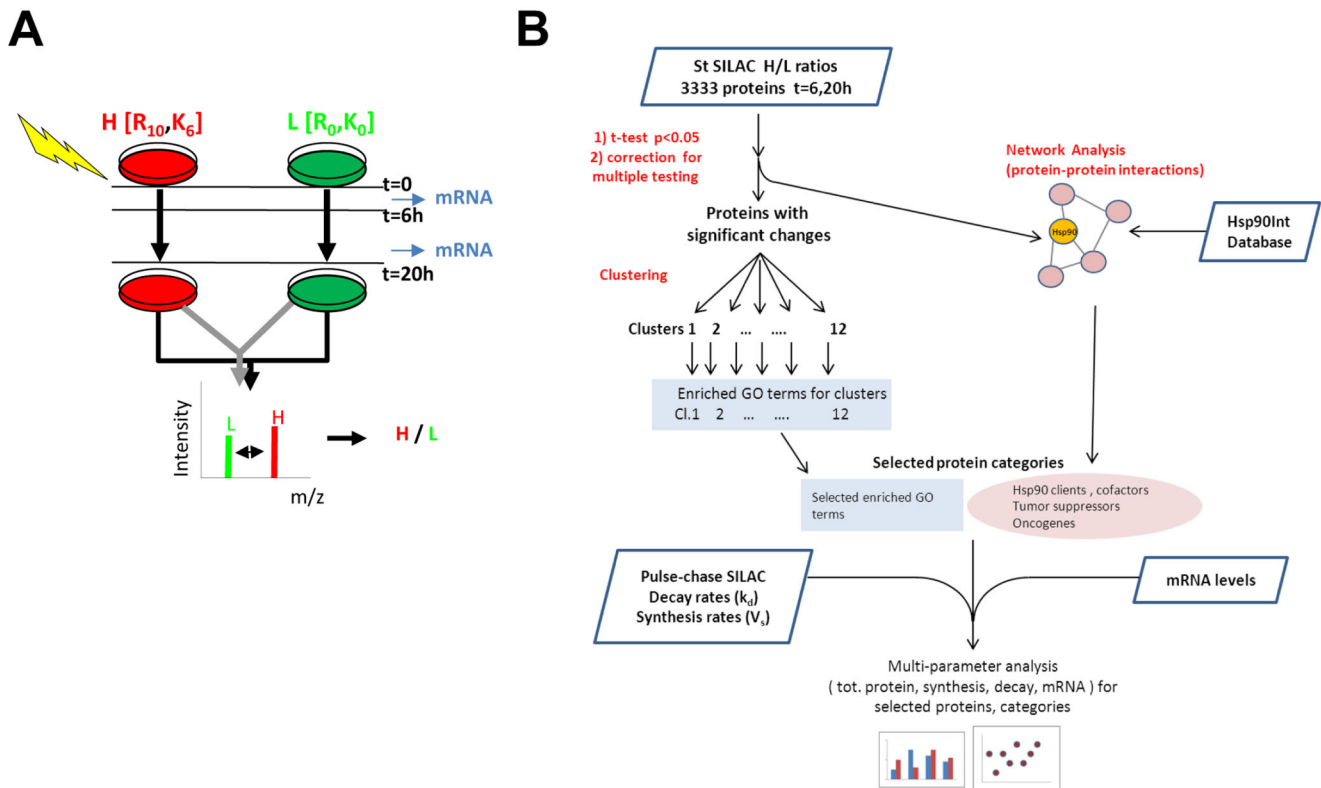 A
H [R10,K6]
L [R0,K0]
t=0
mRNA
t=6h
mRNA
t=20h
Intensity
L
H
m/z
H / L
B
St SILAC H/L ratios
3333 proteins t=6,20h
1) t-test p<0.05
2) correction for
multiple testing
Network Analysis
(protein-protein interactions)
Hsp90
Hsp90Int
Database
Proteins with
significant changes
Clustering
Clusters 1 2 ... .... 12
Enriched GO terms for clusters
Cl.1 2 ... .... 12
Selected protein categories
Selected enriched GO
terms
Hsp90 clients , cofactors
Tumor suppressors
Oncogenes
Pulse-chase SILAC
Decay rates (kd)
Synthesis rates (Vs)
mRNA levels
Multi-parameter analysis
( tot. protein, synthesis, decay, mRNA ) for
selected proteins, categories